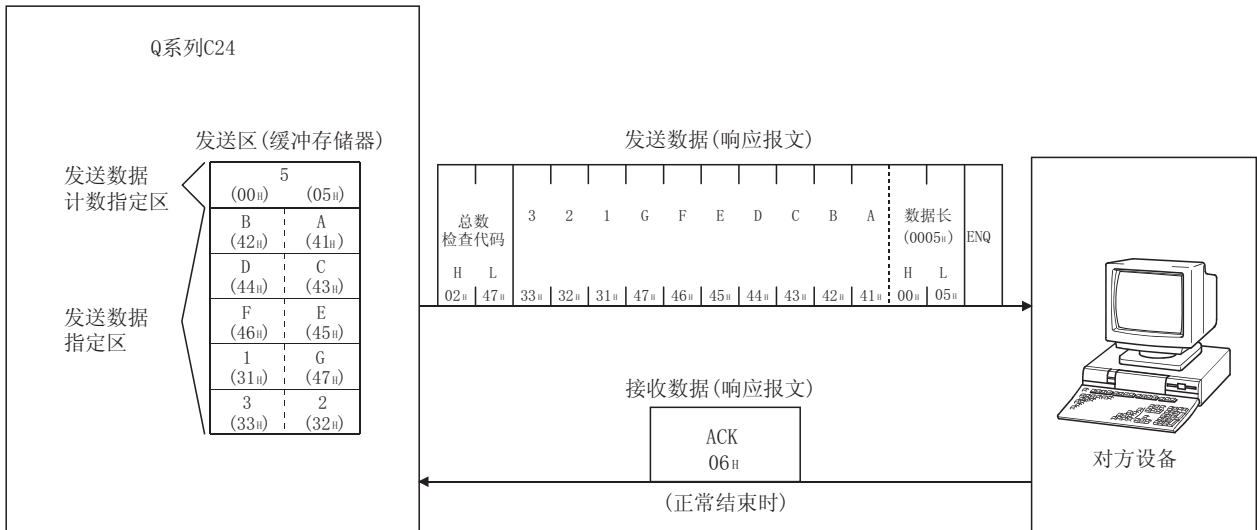 Q系列C24
发送区(缓冲存储器)
发送数据
计数指定区
5
(00H) (05H)
发送数据
指定区
B A
(42H) (41H)
D C
(44H) (43H)
F E
(46H) (45H)
1 G
(31H) (47H)
3 2
(33H) (32H)
发送数据(响应报文)
总数
检查代码
H L
02H 47H
3 2 1 G F E D C B A
33H 32H 31H 47H 46H 45H 44H 43H 42H 41H
数据长
(0005H)
H L
00H 05H
ENQ
接收数据(响应报文)
ACK
06H
(正常结束时)
对方设备